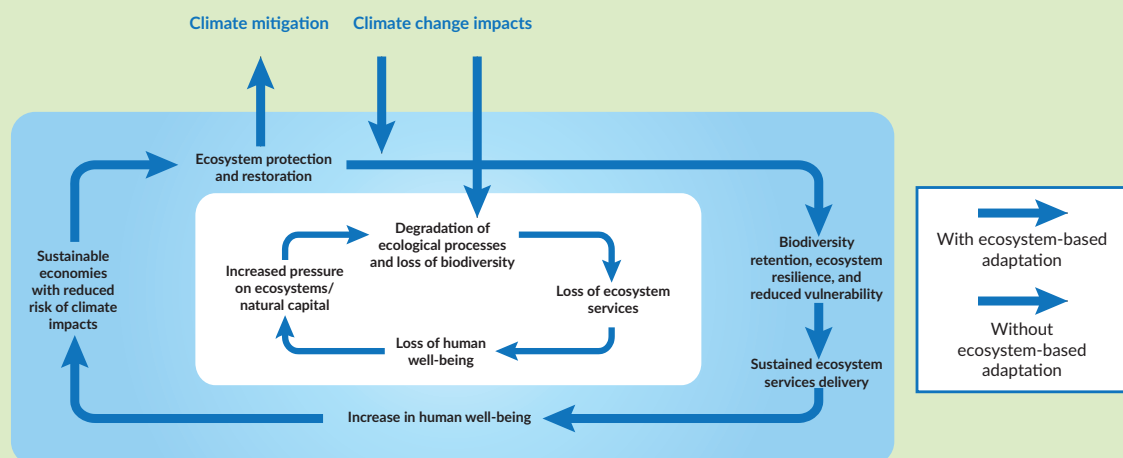 Climate mitigation
Climate change impacts
Ecosystem protection
and restoration
Degradation of
ecological processes
and loss of biodiversity
Loss of ecosystem
services
Loss of human
well-being
Increased pressure
on ecosystems/
natural capital
Biodiversity
retention, ecosystem
resilience, and
reduced vulnerability
Sustained ecosystem
services delivery
Increase in human well-being
Sustainable
economies
with reduced
risk of climate
impacts
With ecosystem-based
adaptation
Without
ecosystem-based
adaptation